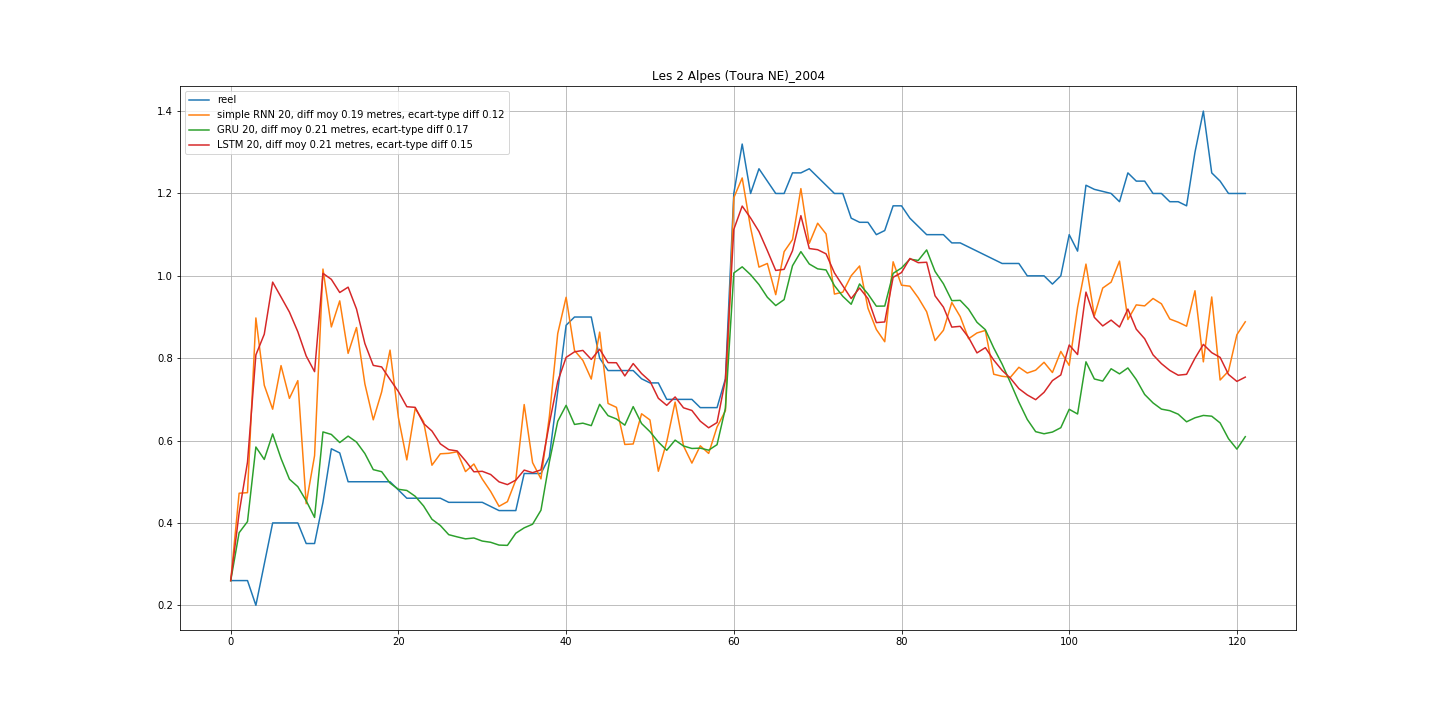 Les 2 Alpes (Toura NE)_2004
reel
simple RNN 20, diff moy 0.19 metres, ecart-type diff 0.12
GRU 20, diff moy 0.21 metres, ecart-type diff 0.17
LSTM 20, diff moy 0.21 metres, ecart-type diff 0.15
1.4
1.2
1.0
0.8
0.6
0.4
0.2
0 20 40 60 80 100 120